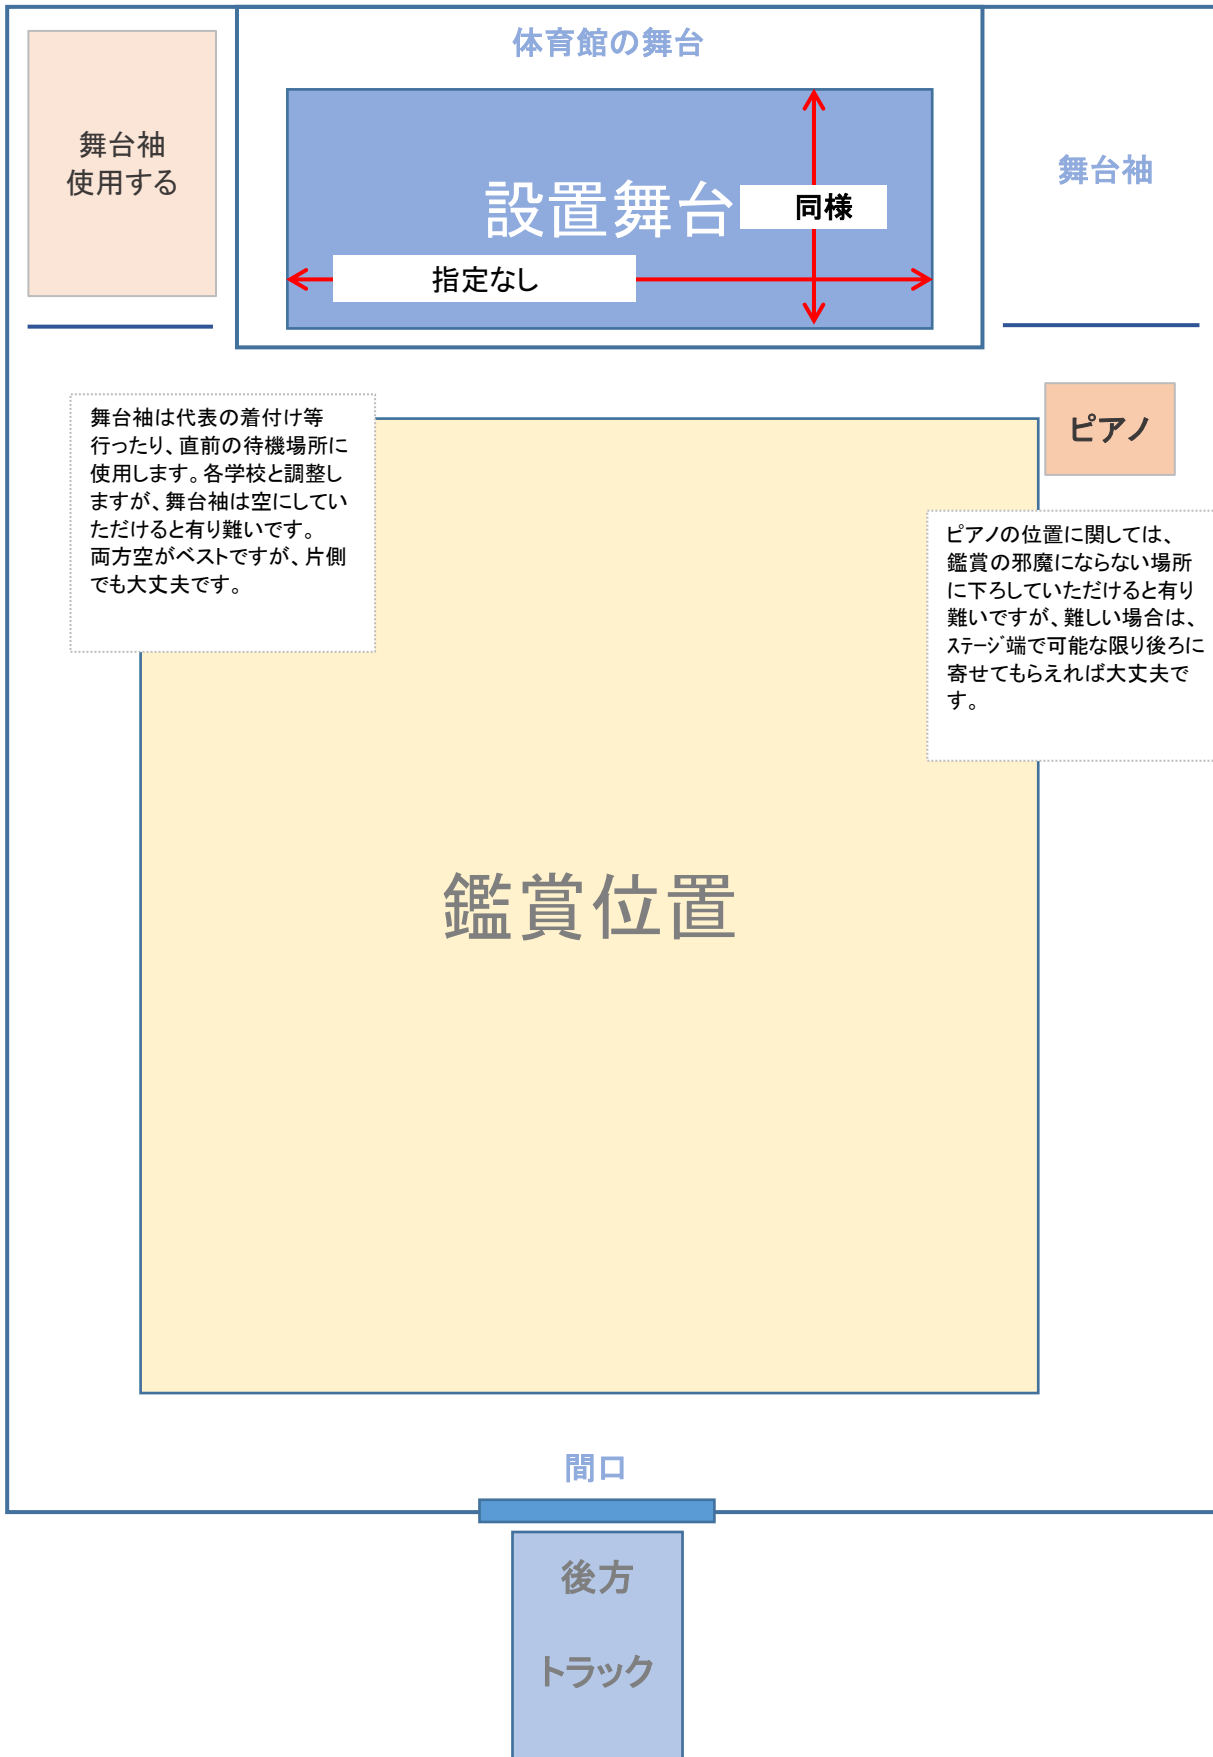 体育館の舞台
舞台袖
使用する
設置舞台
同様
指定なし
舞台袖
舞台袖は代表の着付け等
行ったり、直前の待機場所に
使用します。各学校と調整し
ますが、舞台袖は空にしてい
ただけると有り難いです。
両方空がベストですが、片側
でも大丈夫です。
ピアノ
ピアノの位置に関しては、
鑑賞の邪魔にならない場所
に下ろしていただけると有り
難いですが、難しい場合は、
ｽﾃｰｼﾞ端で可能な限り後ろに
寄せてもらえれば大丈夫で
す。
鑑賞位置
間口
後方
トラック